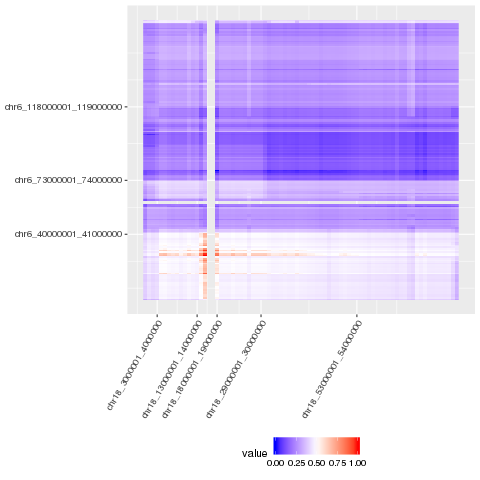 chr6_118000001_119000000
chr6_73000001_74000000
chr6_40000001_41000000
chr18_3000001_4000000
chr18_13000001_14000000
chr18_18000001_19000000
chr18_29000001_30000000
chr18_53000001_54000000
value
0.00 0.25 0.50 0.75 1.00